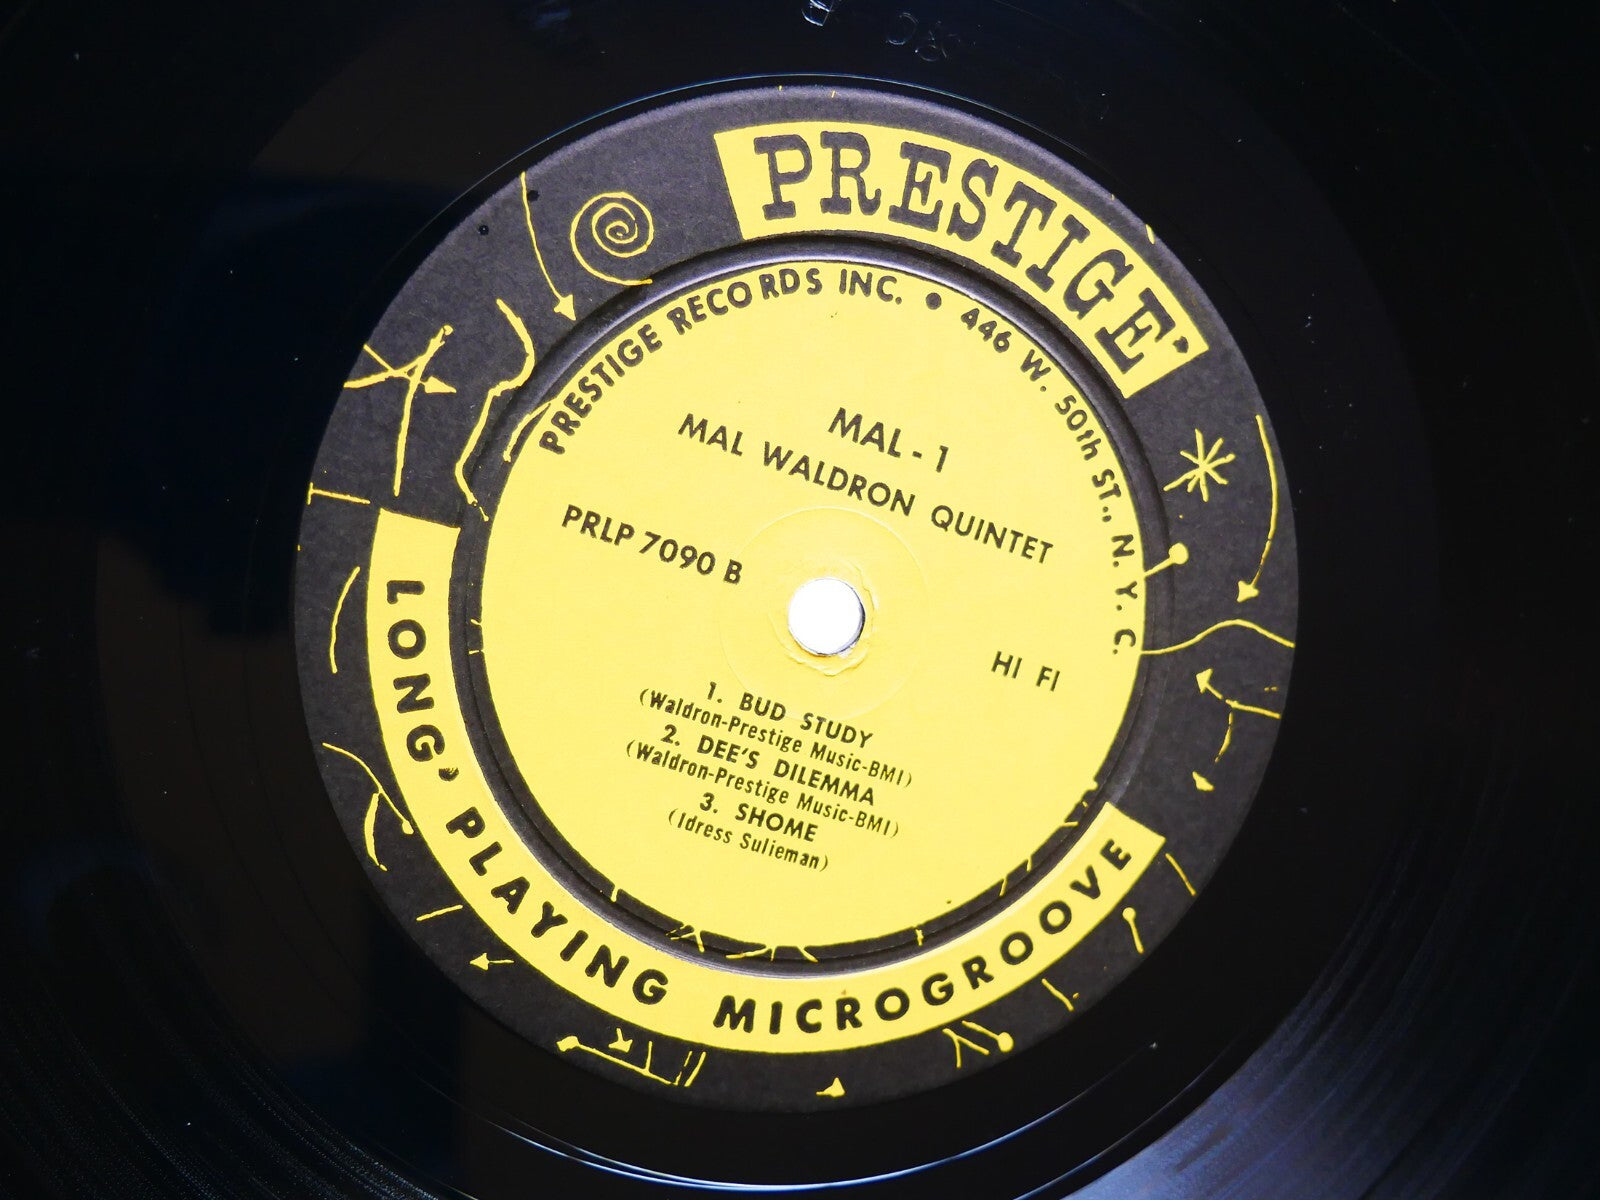 PRESTIGE
PRESTIGE RECORDS INC. • 446 W. 50th ST., N. Y. C.
MAL - 1
MAL WALDRON QUINTET
PRLP 7090 B
HI FI
1. BUD STUDY
(Waldron-Prestige Music-BMI)
2. DEE'S DILEMMA
(Waldron-Prestige Music-BMI)
3. SHOME
(Idress Sulieman)
LONG' PLAYING MICROGROOVE